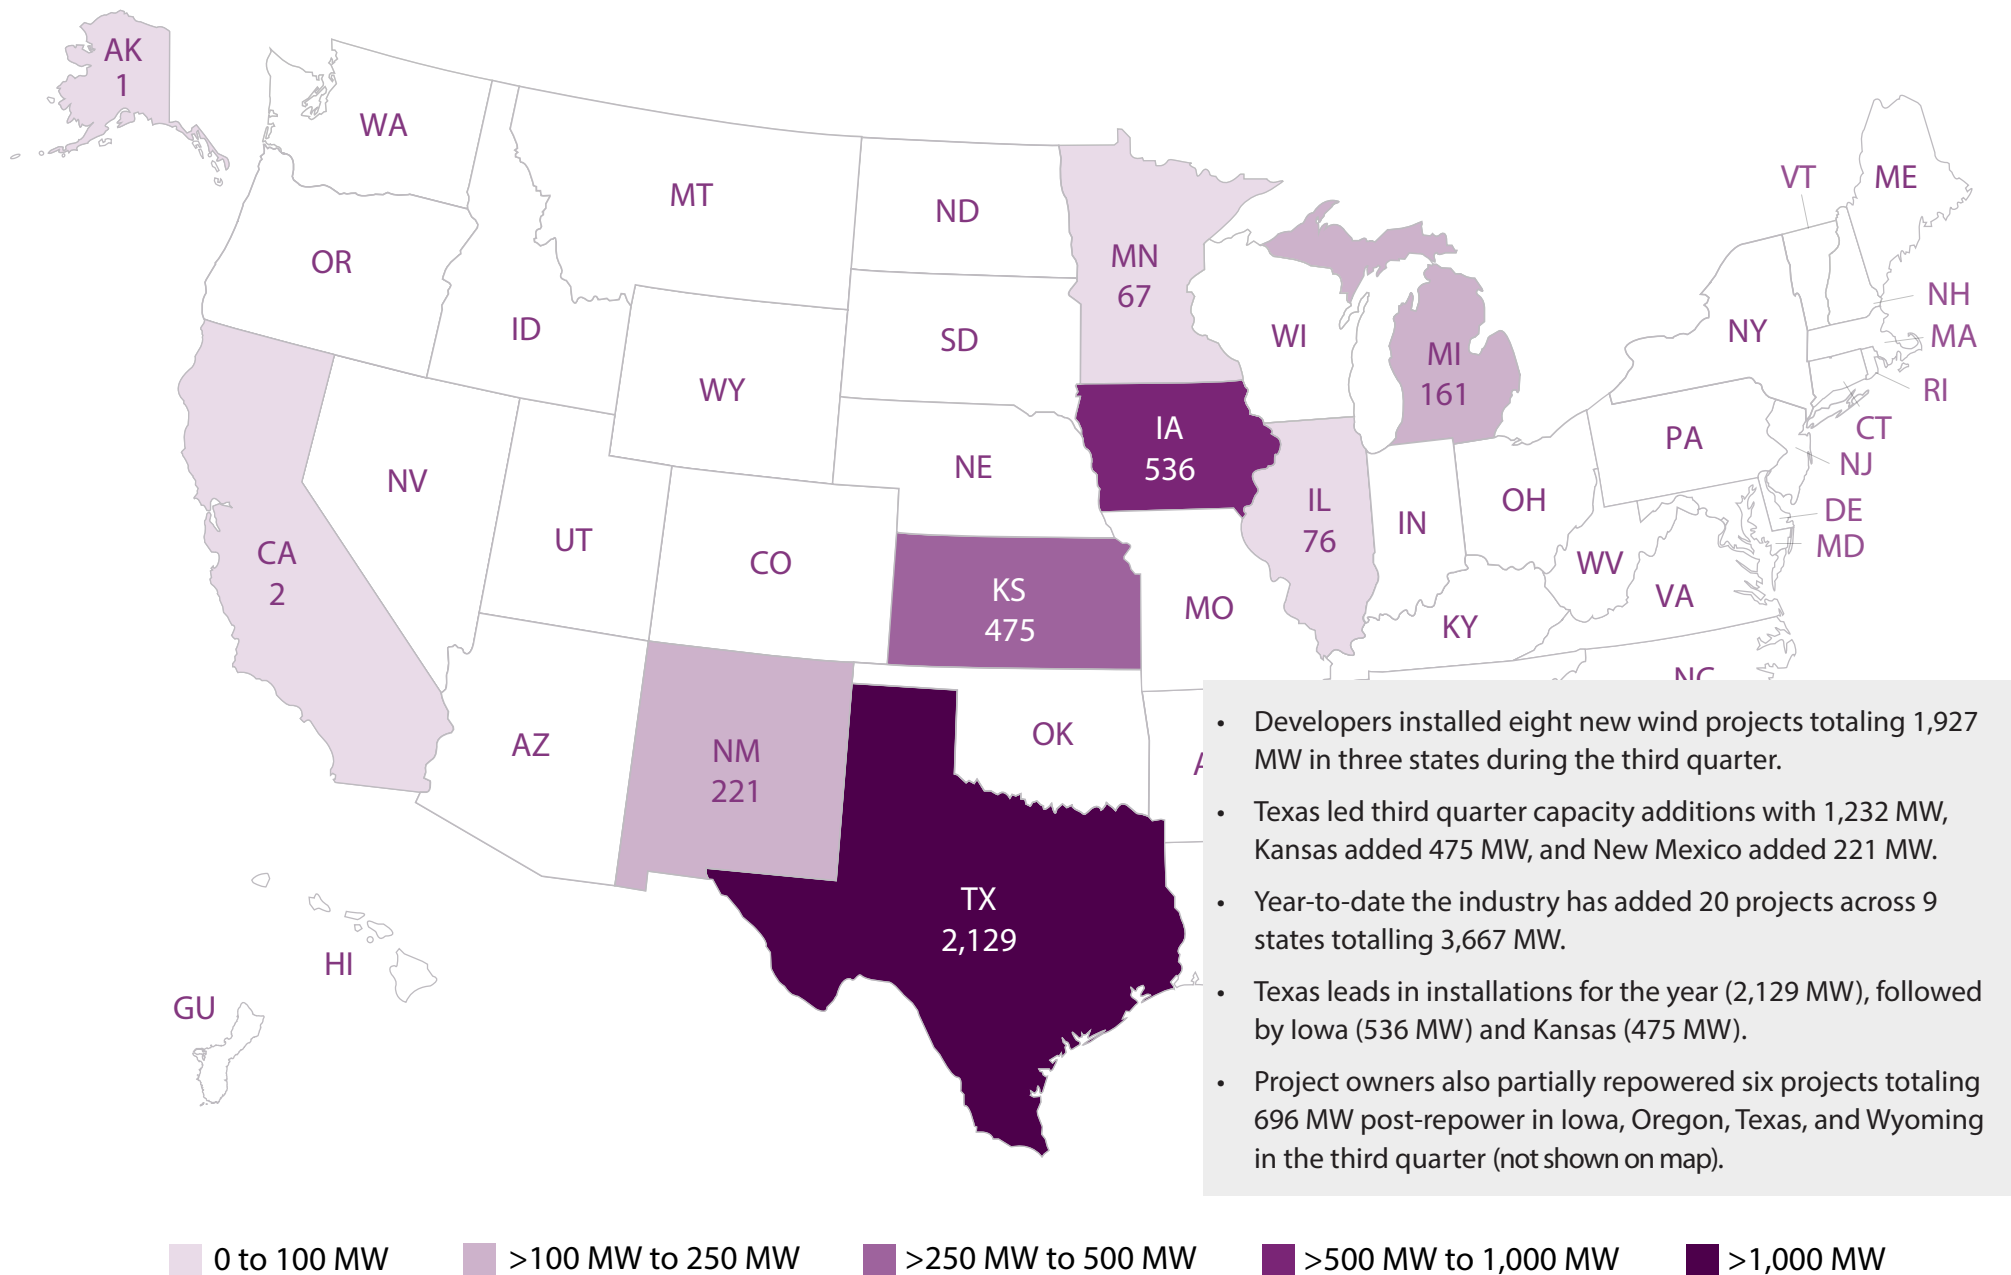 AK
1
WA
MT
ND
MN
67
VT
ME
OR
ID
SD
WI
MI
161
NY
NH
MA
RI
CT
NJ
WY
NE
IA
536
IL
76
IN
OH
PA
DE
MD
NV
UT
CO
KS
475
MO
KY
WV
VA
CA
2
AZ
NM
221
OK
TX
2,129
HI
GU
• Developers installed eight new wind projects totaling 1,927
MW in three states during the third quarter.
• Texas led third quarter capacity additions with 1,232 MW,
Kansas added 475 MW, and New Mexico added 221 MW.
• Year-to-date the industry has added 20 projects across 9
states totalling 3,667 MW.
• Texas leads in installations for the year (2,129 MW), followed
by Iowa (536 MW) and Kansas (475 MW).
• Project owners also partially repowered six projects totaling
696 MW post-repower in Iowa, Oregon, Texas, and Wyoming
in the third quarter (not shown on map).
0 to 100 MW
>100 MW to 250 MW
>250 MW to 500 MW
>500 MW to 1,000 MW
>1,000 MW